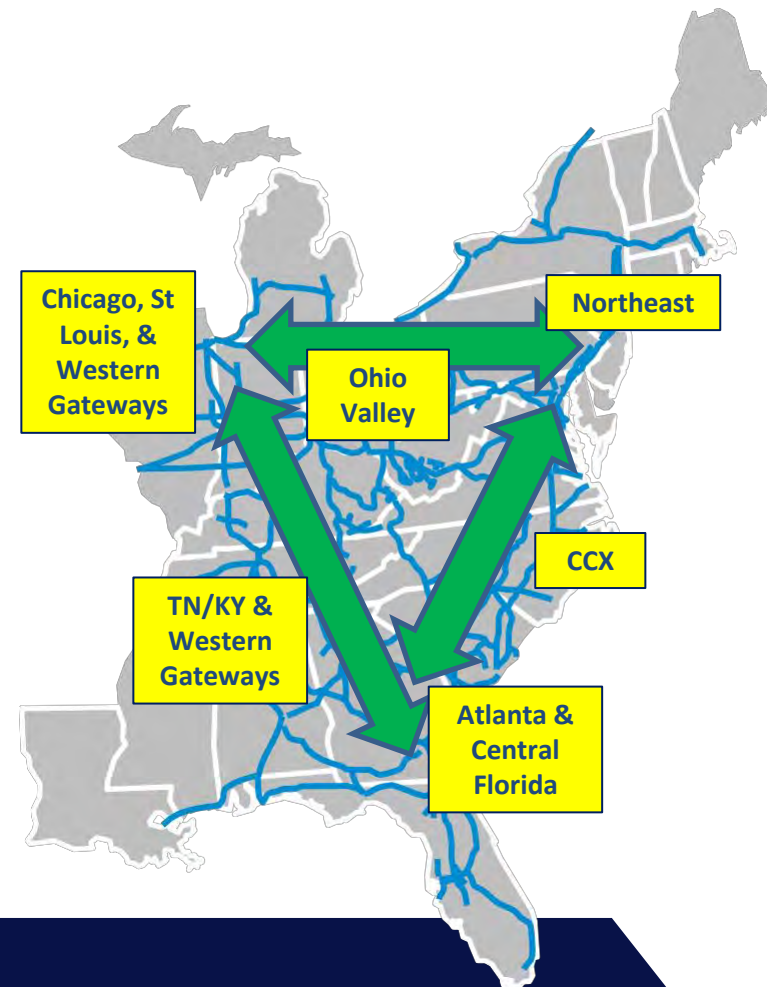 Chicago, St
Louis, &
Western
Gateways
Northeast
Ohio
Valley
CCX
TN/KY &
Western
Gateways
Atlanta &
Central
Florida